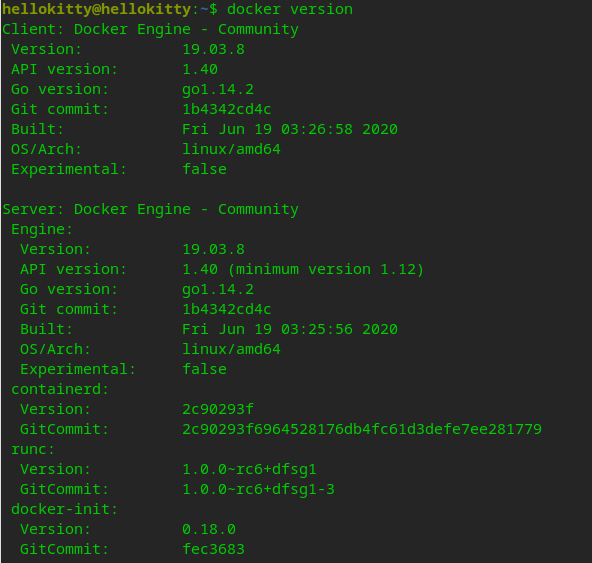 hellokitty@hellokitty:~$ docker version
Client: Docker Engine - Community
 Version:           19.03.8
 API version:       1.40
 Go version:        go1.14.2
 Git commit:        1b4342cd4c
 Built:             Fri Jun 19 03:26:58 2020
 OS/Arch:           linux/amd64
 Experimental:      false

Server: Docker Engine - Community
 Engine:
  Version:          19.03.8
  API version:      1.40 (minimum version 1.12)
  Go version:       go1.14.2
  Git commit:       1b4342cd4c
  Built:            Fri Jun 19 03:25:56 2020
  OS/Arch:          linux/amd64
  Experimental:     false
 containerd:
  Version:          2c90293f
  GitCommit:        2c90293f6964528176db4fc61d3defe7ee281779
 runc:
  Version:          1.0.0~rc6+dfsg1
  GitCommit:        1.0.0~rc6+dfsg1-3
 docker-init:
  Version:          0.18.0
  GitCommit:        fec3683